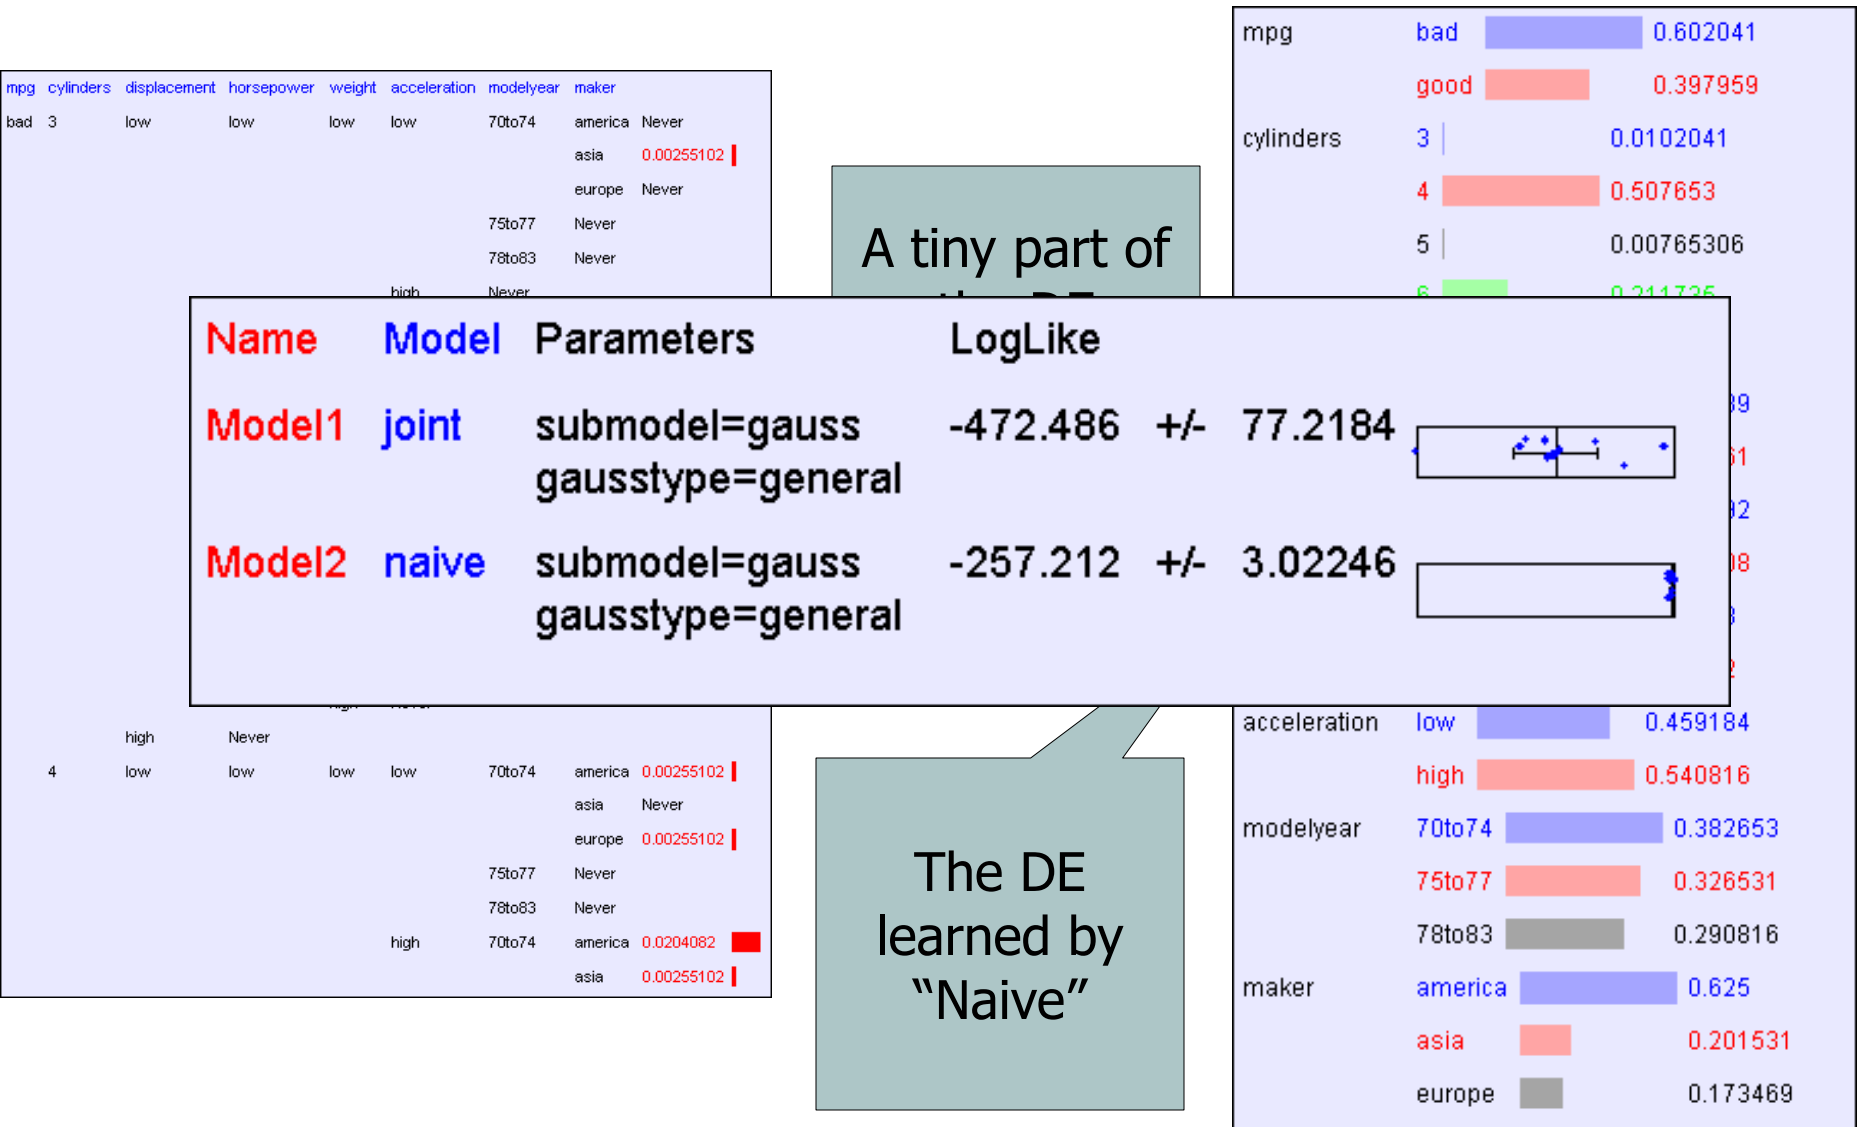 mpg cylinders displacement horsepower weight acceleration modelyear maker
bad 3 low low low low 70to74 america Never
asia 0.00255102
europe Never
75to77 Never
78to83 Never
high Never
high Never
4 low low low low 70to74 america 0.00255102
asia Never
europe 0.00255102
75to77 Never
78to83 Never
high 70to74 america 0.0204082
asia 0.00255102
A tiny part of
Name Model Parameters LogLike
Model1 joint submodel=gauss -472.486 +/- 77.2184
gausstype=general
Model2 naive submodel=gauss -257.212 +/- 3.02246
gausstype=general
The DE
learned by
“Naive”
mpg bad 0.602041
good 0.397959
cylinders 3 0.0102041
4 0.507653
5 0.00765306
6 0.211735
acceleration low 0.459184
high 0.540816
modelyear 70to74 0.382653
75to77 0.326531
78to83 0.290816
maker america 0.625
asia 0.201531
europe 0.173469